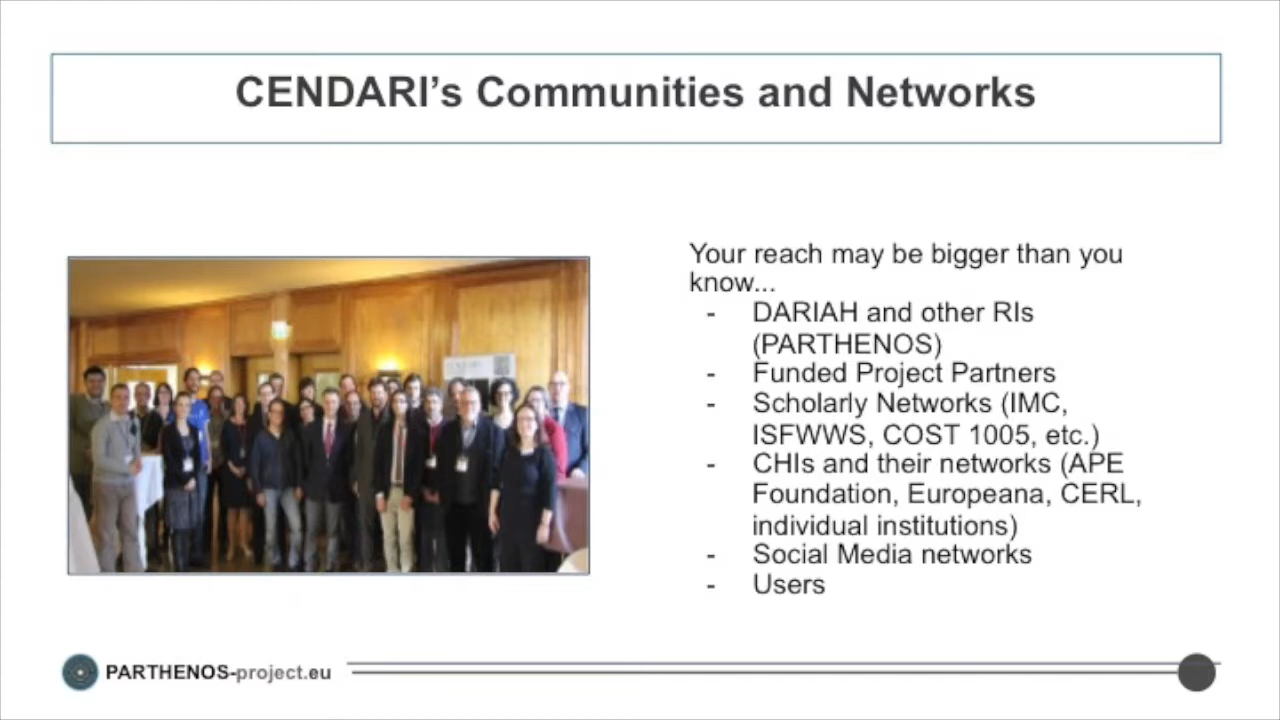 CENDARI’s Communities and Networks
Your reach may be bigger than you
know...
- DARIAH and other RIs
(PARTHENOS)
- Funded Project Partners
- Scholarly Networks (IMC,
ISFWWS, COST 1005, etc.)
- CHIs and their networks (APE
Foundation, Europeana, CERL,
individual institutions)
- Social Media networks
- Users
PARTHENOS-project.eu